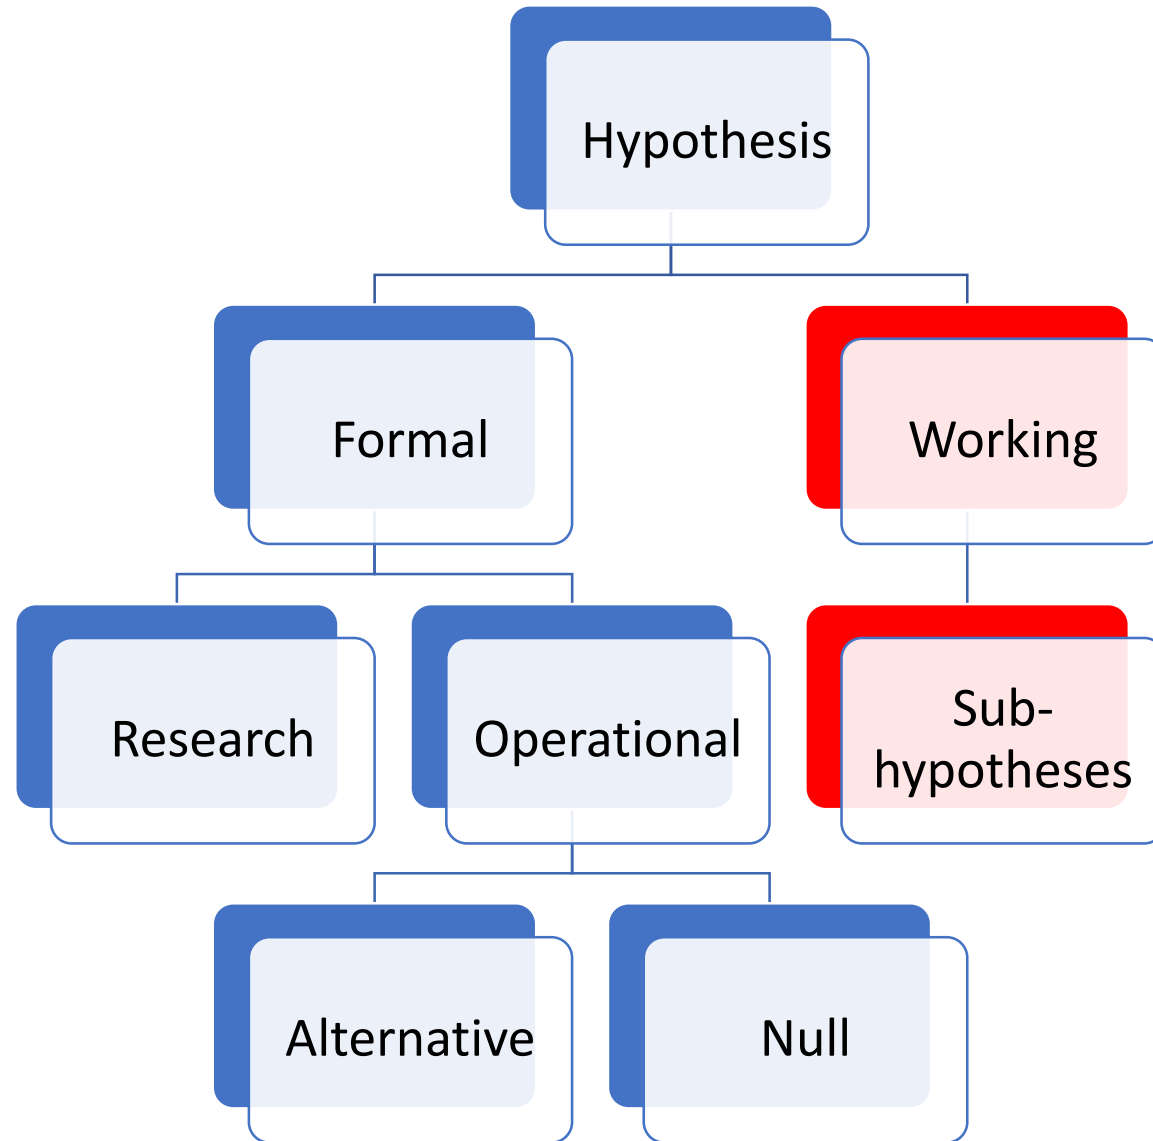 Hypothesis
Formal
Working
Research
Operational
Sub-
hypotheses
Alternative
Null